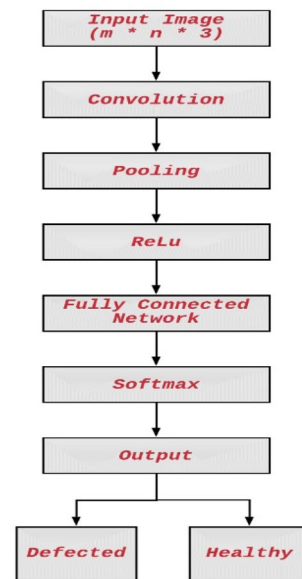 Input Image
(m * n * 3)
Convolution
Pooling
ReLu
Fully Connected
Network
Softmax
Output
Defected
Healthy